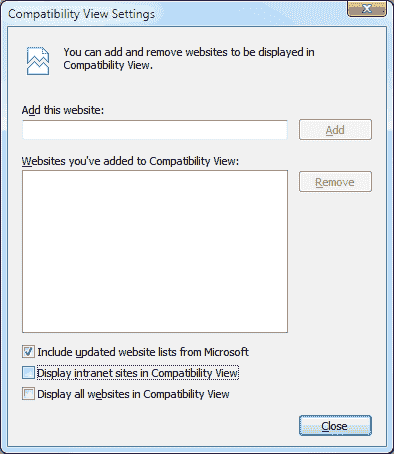 Compatibility View Settings
You can add and remove websites to be displayed in
Compatibility View.
Add this website:
Add
Websites you've added to Compatibility View:
Remove
Include updated website lists from Microsoft
Display intranet sites in Compatibility View
Display all websites in Compatibility View
Close